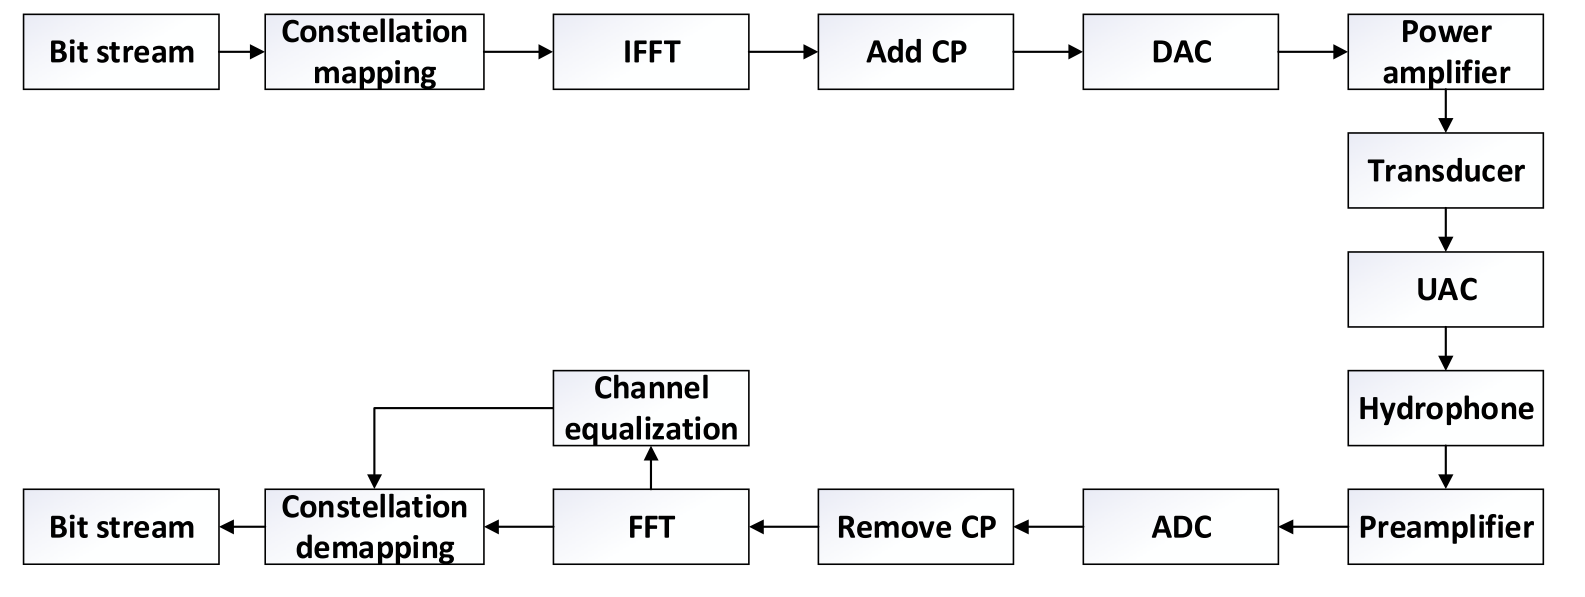 Bit stream
Constellation
mapping
IFFT
Add CP
DAC
Power
amplifier
Transducer
UAC
Hydrophone
Preamplifier
ADC
Remove CP
FFT
Channel
equalization
Constellation
demapping
Bit stream